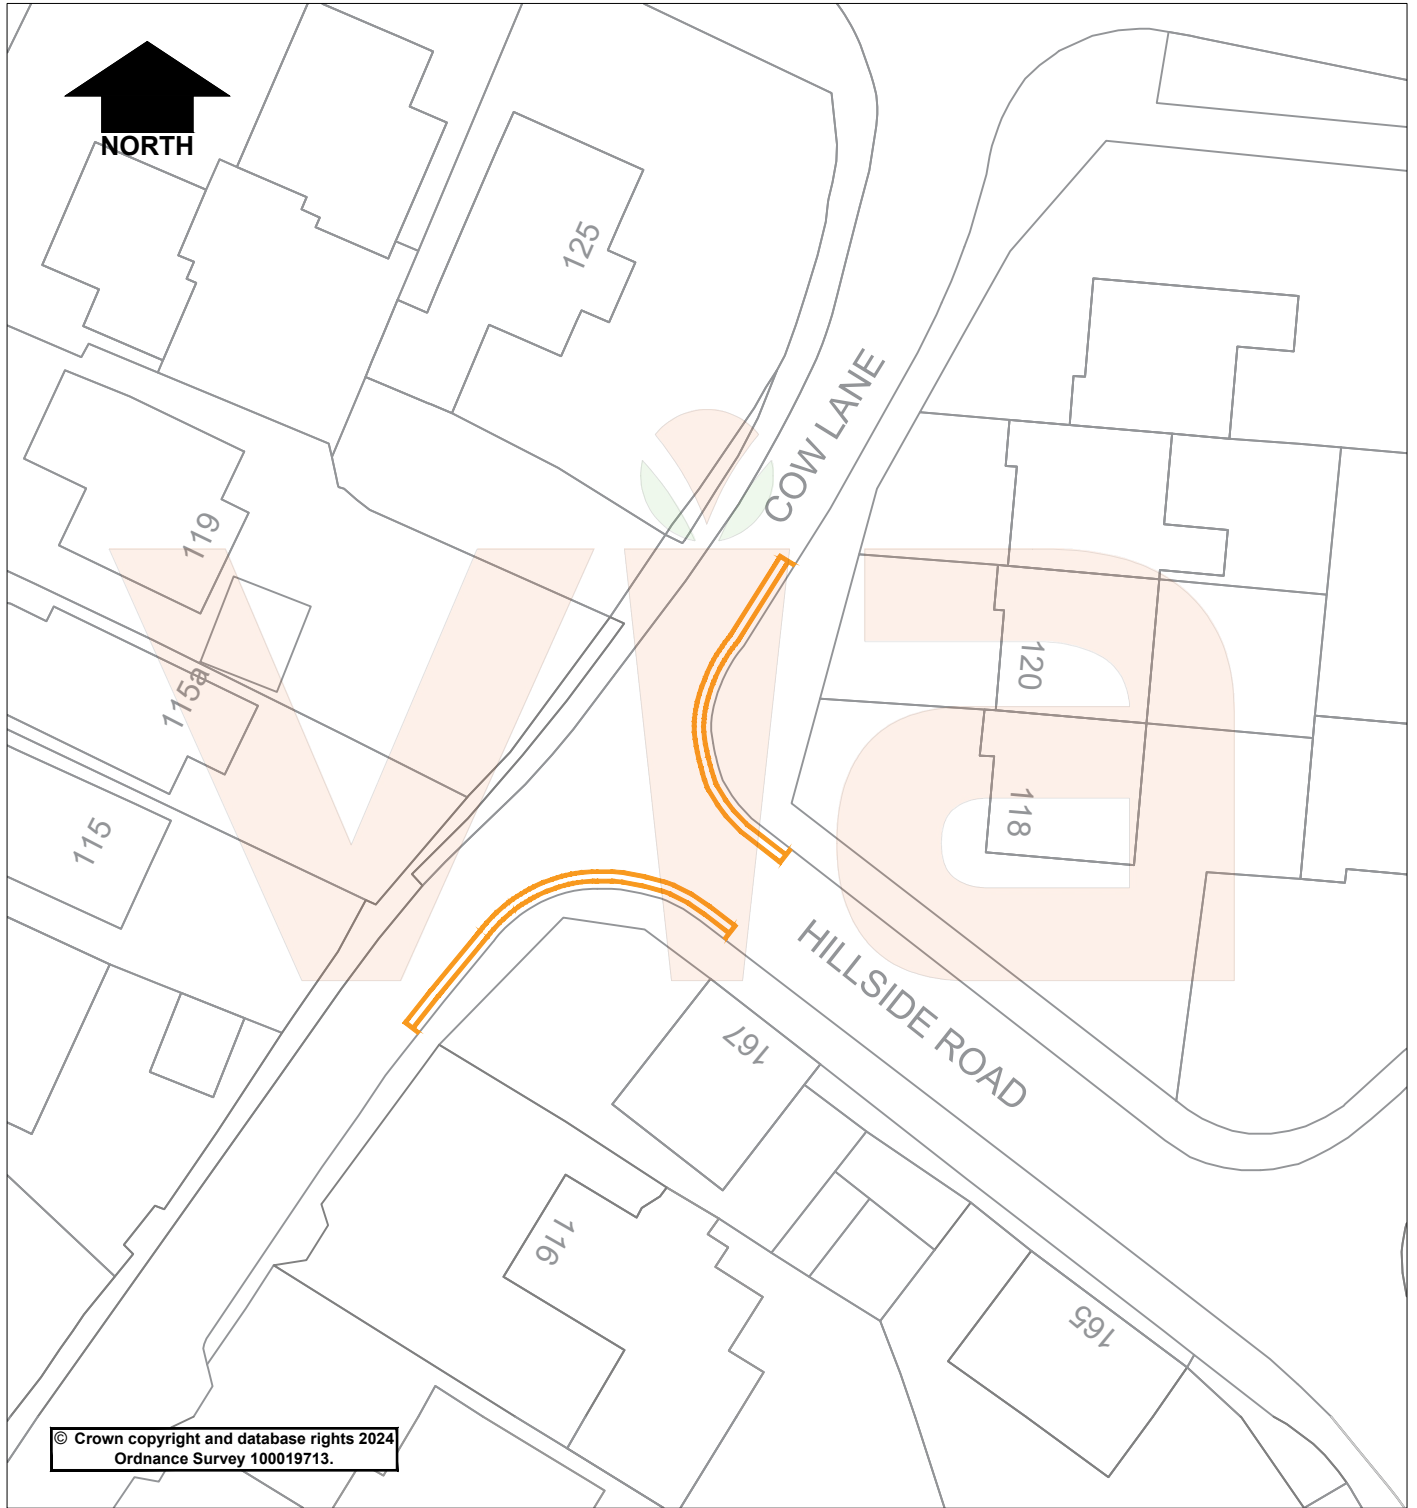 NORTH
125
COW LANE
119
115a
120
118
115
HILLSIDE ROAD
167
116
165
© Crown copyright and database rights 2024
Ordnance Survey 100019713.
via